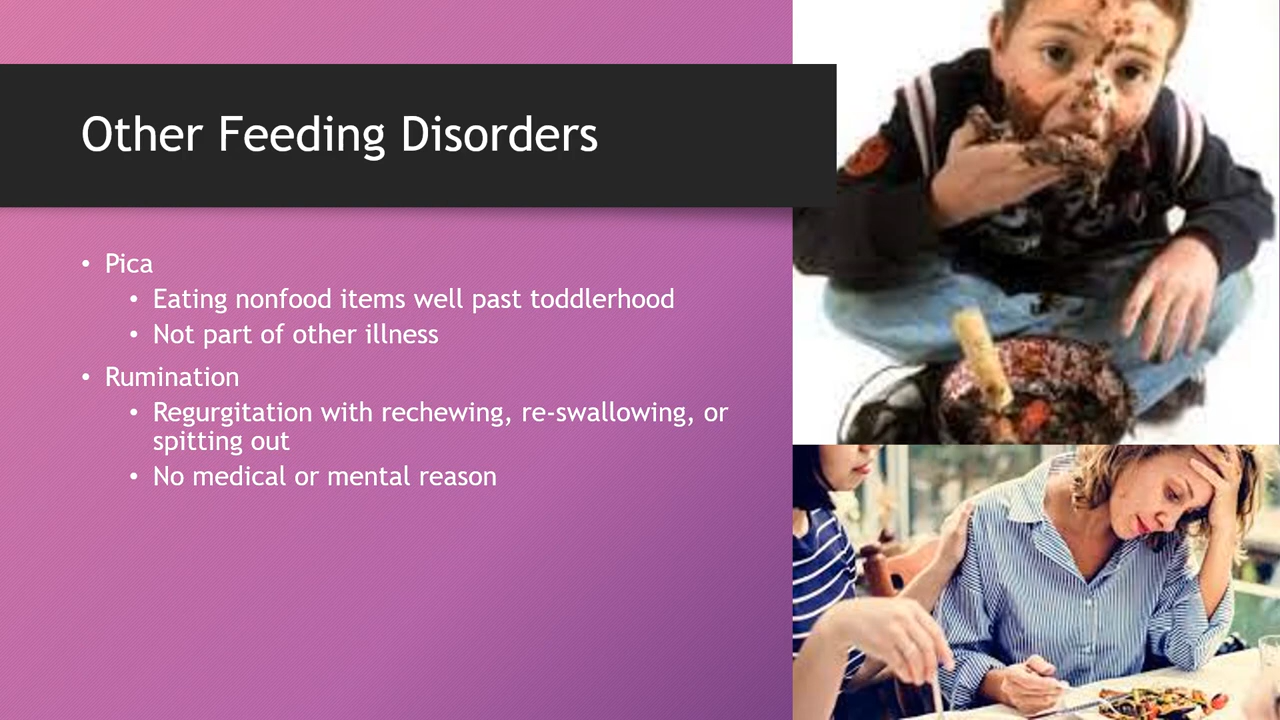 Other Feeding Disorders
• Pica
• Eating nonfood items well past toddlerhood
• Not part of other illness
• Rumination
• Regurgitation with rechewing, re-swallowing, or
spitting out
• No medical or mental reason